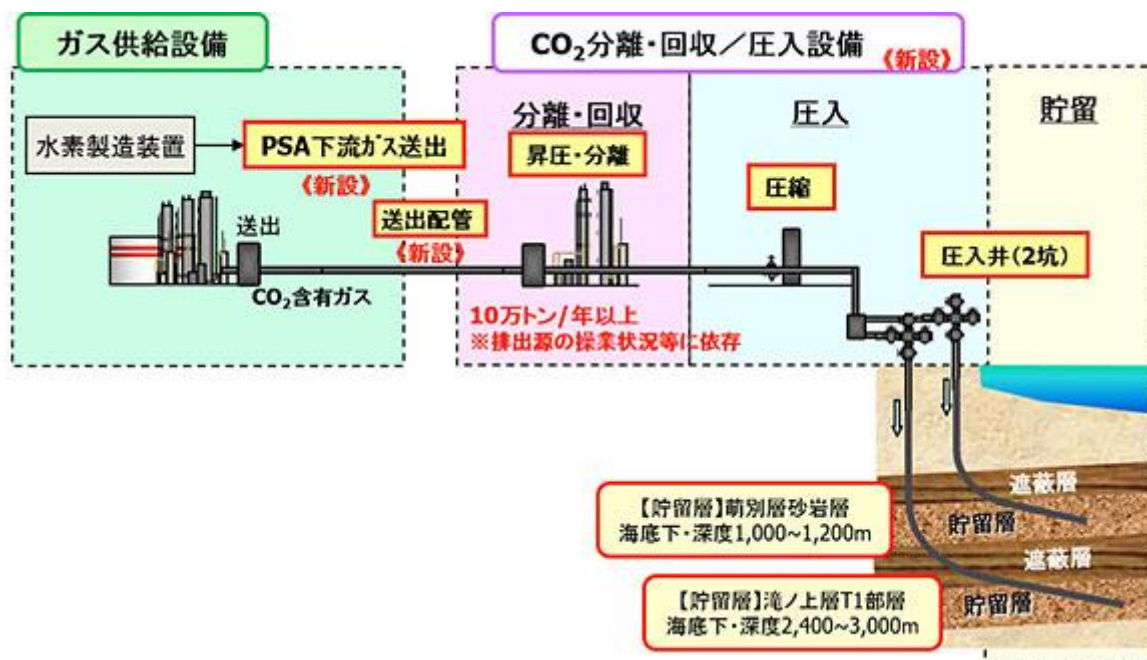 ガス供給設備
CO₂分離・回収／圧入設備
《新設》
水素製造装置
PSA下流ガス送出
《新設》
送出
送出配管
《新設》
CO₂含有ガス
分離・回収
昇圧・分離
10万トン/年以上
※排出源の操業状況等に依存
圧入
圧縮
貯留
圧入井(2坑)
遮蔽層
【貯留層】萌別層砂岩層
海底下・深度1,000~1,200m
貯留層
遮蔽層
【貯留層】滝ノ上層T1部層
海底下・深度2,400~3,000m
貯留層